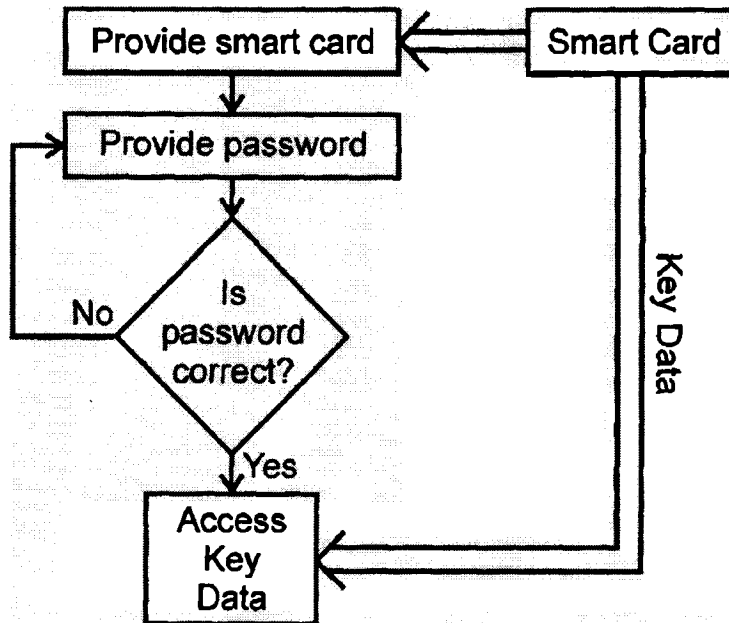 Provide smart card
Smart Card
Provide password
Key Data
No
Is
password
correct?
Yes
Access
Key
Data